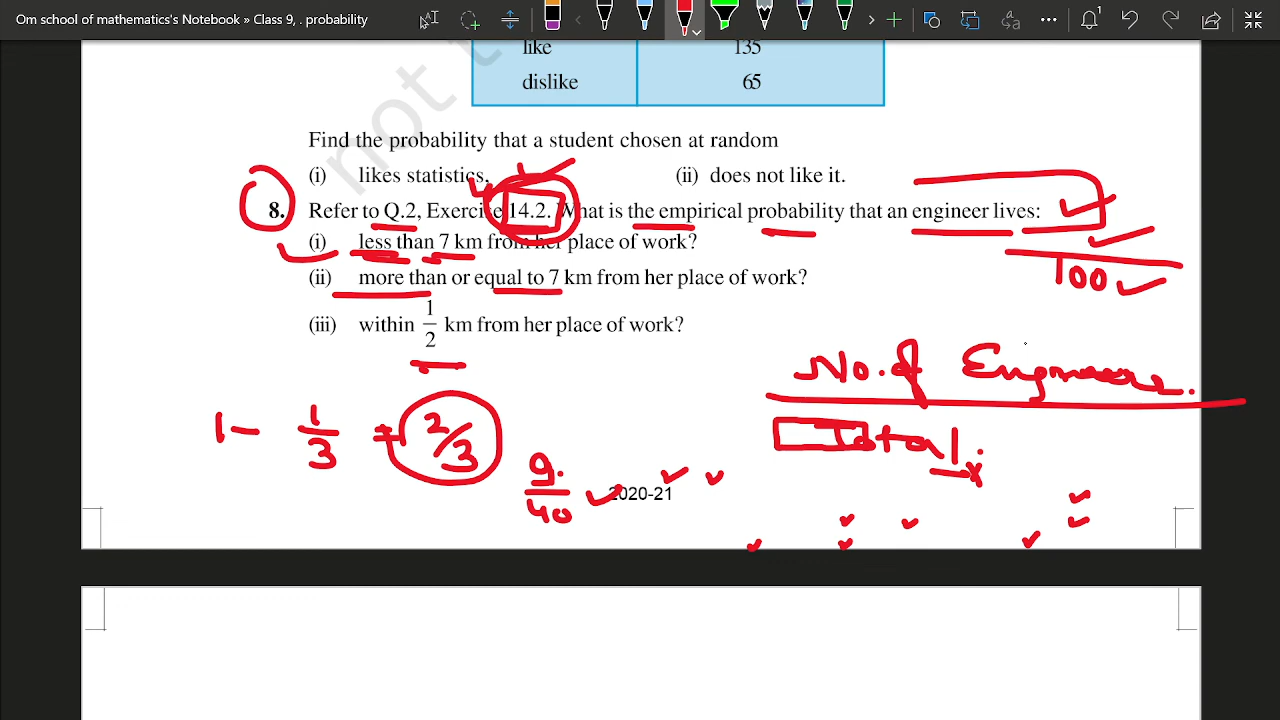 Om school of mathematics's Notebook » Class 9, . probability
like 135
dislike 65
not t
Find the probability that a student chosen at random
(i) likes statistics, (ii) does not like it.
8. Refer to Q.2, Exercise 14.2. What is the empirical probability that an engineer lives:
(i) less than 7 km from her place of work?
100
(ii) more than or equal to 7 km from her place of work?
(iii) within 1/2 km from her place of work?
No. of Engineers.
Total.
1 - 1/3 = 2/3
9/40
2020-21